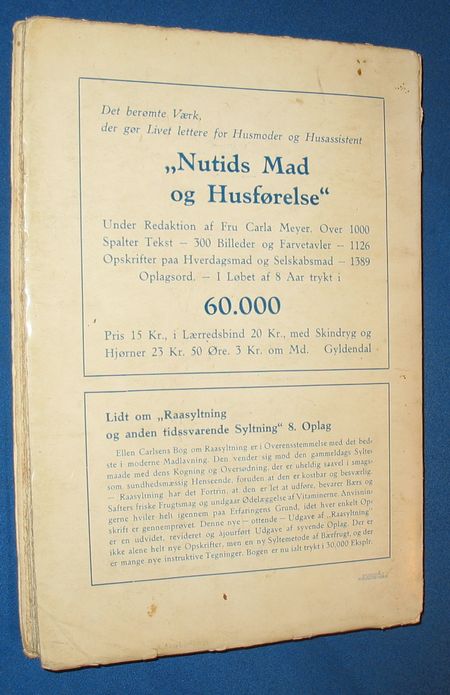 Det berømte Værk,
der gør Livet lettere for Husmoder og Husassistent
„Nutids Mad
og Husførelse“
Under Redaktion af Fru Carla Meyer. Over 1000
Spalter Tekst — 300 Billeder og Farvetavler — 1126
Opskrifter paa Hverdagsmad og Selskabsmad — 1389
Oplagsord. — I Løbet af 8 Aar trykt i
60.000
Pris 15 Kr., i Lærredsbind 20 Kr., med Skindryg og
Hjørner 23 Kr. 50 Øre. 3 Kr. om Md. Gyldendal
Lidt om „Raasyltning
og anden tidssvarende Syltning“ 8. Oplag
Ellen Carlsens Bog om Raasyltning er i Overensstemmelse med det bed-
ste i moderne Madlavning. Den vender sig mod den gammeldags Sylte-
maade med dens Kogning og Oversødning, der er uheldig saavel i smags-
som sundhedsmæssig Henseende, foruden at den er kostbar og besværlig.
— Raasyltning har det Fortrin, at den er let at udføre, bevarer Bærs og
Safters friske Frugtsmag og undgaar Ødelæggelse af Vitaminerne. Anvisnin-
gerne hviler helt igennem paa Erfaringens Grund, idet hver enkelt Op-
skrift er gennemprøvet. Denne nye — ottende — Udgave af „Raasyltning“
er en udvidet, revideret og àjourført Udgave af syvende Oplag. Der er
ikke alene helt nye Opskrifter, men en ny Syltemetode af Bærfrugt, og der
er mange nye instruktive Tegninger. Bogen er nu ialt trykt i 30,000 Ekspl.